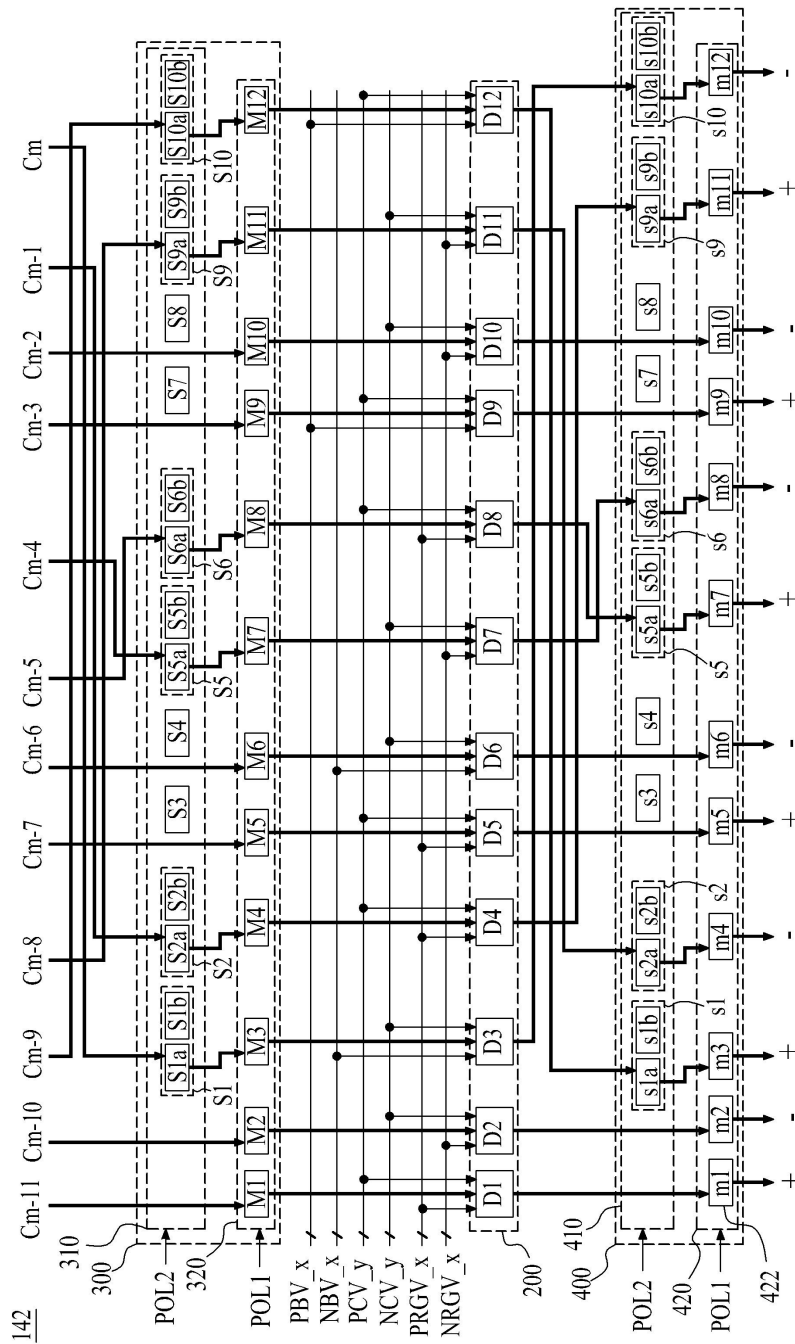 142
Cm-11 Cm-10 Cm-9 Cm-8 Cm-7 Cm-6 Cm-5 Cm-4 Cm-3 Cm-2 Cm-1 Cm
310
300
POL2
S1a S1b S2a S2b S3 S4 S5a S5b S6a S6b S7 S8 S9a S9b S10a S10b
S1 S2 S5 S6 S9 S10
320
POL1
M1 M2 M3 M4 M5 M6 M7 M8 M9 M10 M11 M12
PBV_x
NBV_x
PCV_y
NCV_y
PRGV_x
NRGV_x
D1 D2 D3 D4 D5 D6 D7 D8 D9 D10 D11 D12
200
410
400
POL2
s1a s1b s2a s2b s3 s4 s5a s5b s6a s6b s7 s8 s9a s9b s10a s10b
s1 s2 s5 s6 s9 s10
420
POL1
m1 m2 m3 m4 m5 m6 m7 m8 m9 m10 m11 m12
422
+ - + - + - + - + - + -